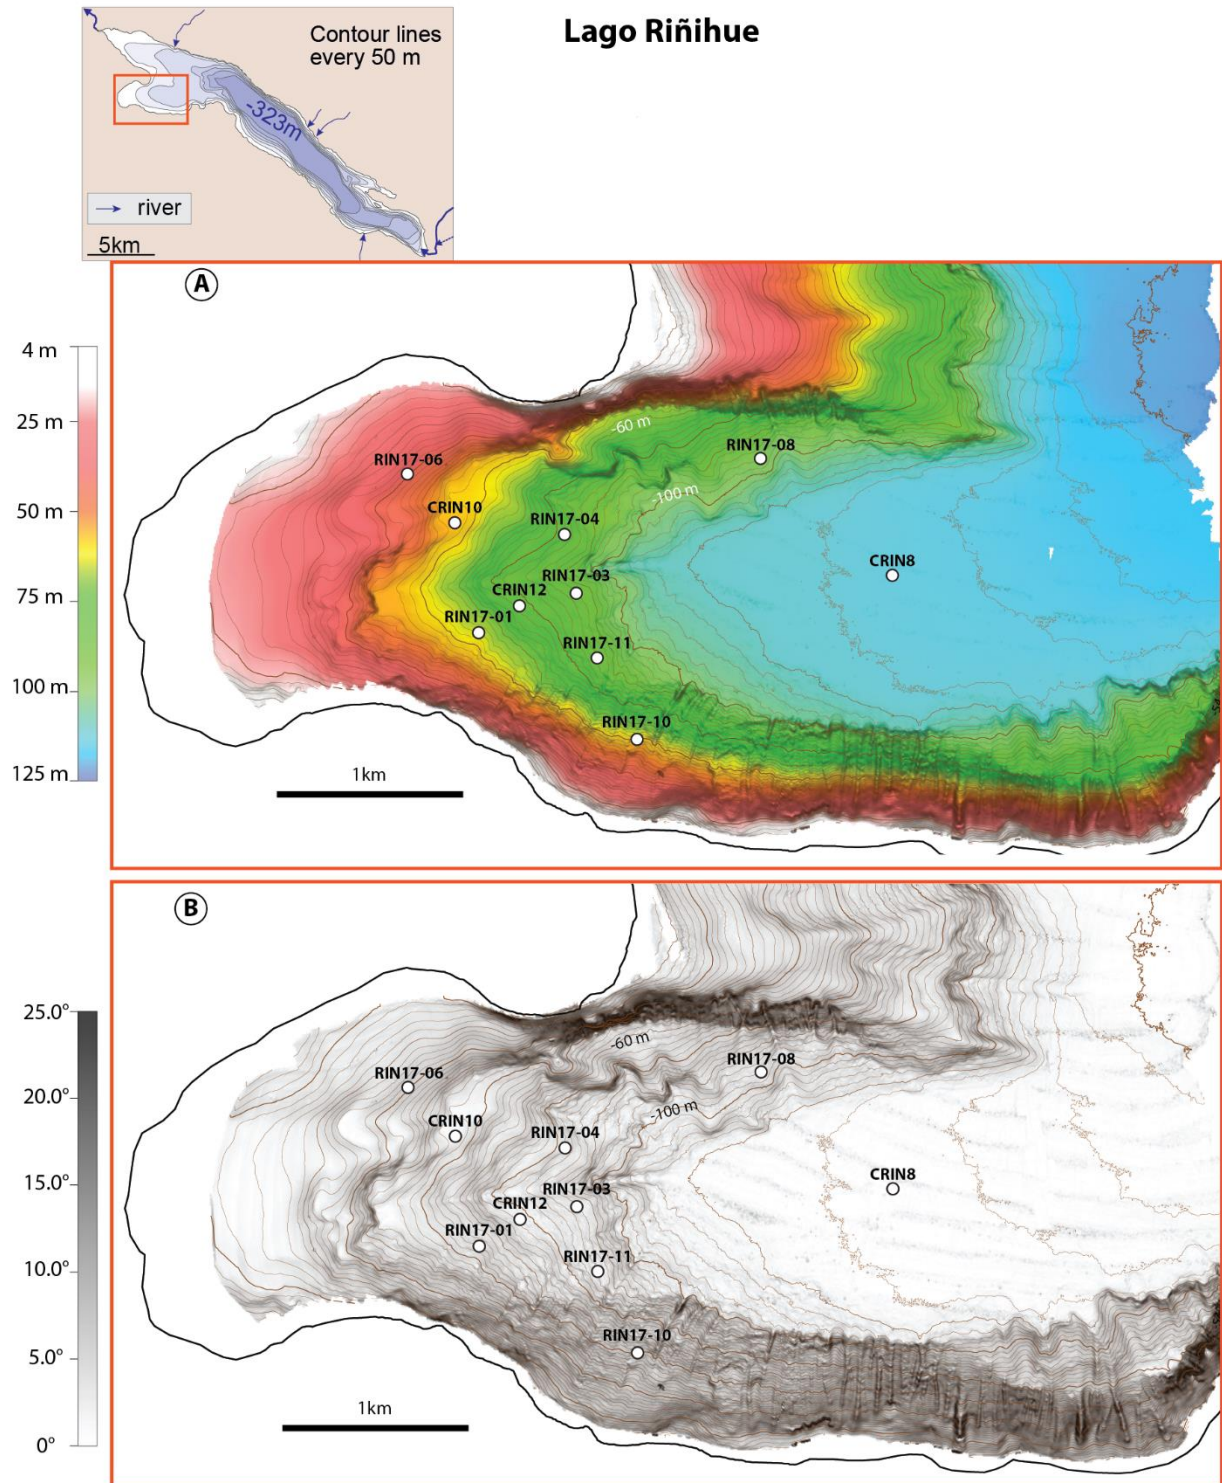 Lago Riñihue
Contour lines
every 50 m
-323m
river
5km
A
4 m
25 m
50 m
75 m
100 m
125 m
-60 m
RIN17-08
RIN17-06
-100 m
CRIN10
RIN17-04
CRIN8
RIN17-03
CRIN12
RIN17-01
RIN17-11
RIN17-10
1km
B
25.0°
20.0°
15.0°
10.0°
5.0°
0°
-60 m
RIN17-08
RIN17-06
-100 m
CRIN10
RIN17-04
CRIN8
RIN17-03
CRIN12
RIN17-01
RIN17-11
RIN17-10
1km